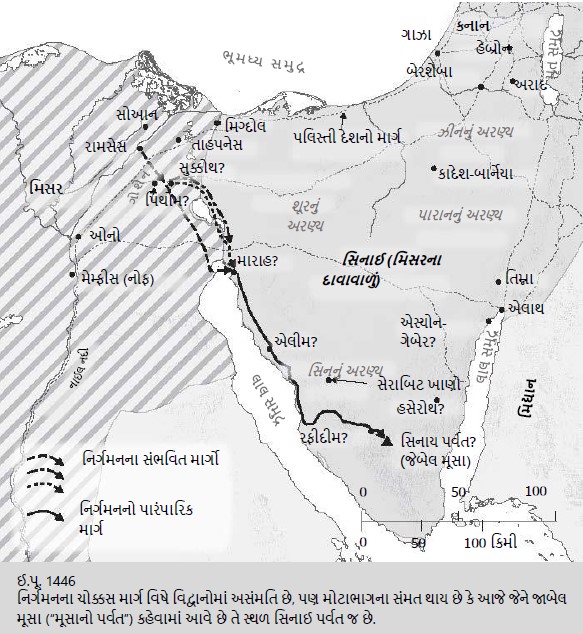 ગાઝા
કનાન
હેબ્રોન
બેરશેબા
અરાદ
ભૂમધ્ય સમુદ્ર
સોઆન
મિગ્દોલ
તાહપનેસ
રામસેસ
સુક્કોથ?
ગોશેન
પિથોમ?
મિસર
પલિસ્તી દેશનો માર્ગ
ઝીનનું અરણ્ય
કાદેશ-બાર્નિયા
શૂરનું
અરણ્ય
પારાનનું અરણ્ય
ઓની
મેમ્ફીસ (નોફ)
મારાહ?
સિનાઈ (મિસરના
દાવાવાળું)
તિમ્ના
એલાથ
એસ્યોન-
ગેબેર?
એલીમ?
સિનનું અરણ્ય
સેરાબિટ ખાણો
હસેરોથ?
લાલ સમુદ્ર
લાલ સમુદ્ર
મિદ્યાન
નાઈલ નદી
રફીદીમ?
સિનાય પર્વત?
(જેબેલ મૂસા)
નિર્ગમનના સંભવિત માર્ગો
નિર્ગમનનો પારંપારિક
માર્ગ
0 50 100
0 50 100 કિમી
ઈ.પૂ. 1446
નિર્ગમનના ચોક્કસ માર્ગ વિષે વિદ્વાનોમાં અસંમતિ છે, પણ મોટાભાગના સંમત થાય છે કે આજે જેને જાબેલ
મૂસા (“મૂસાનો પર્વત”) કહેવામાં આવે છે તે સ્થળ સિનાઈ પર્વત જ છે.